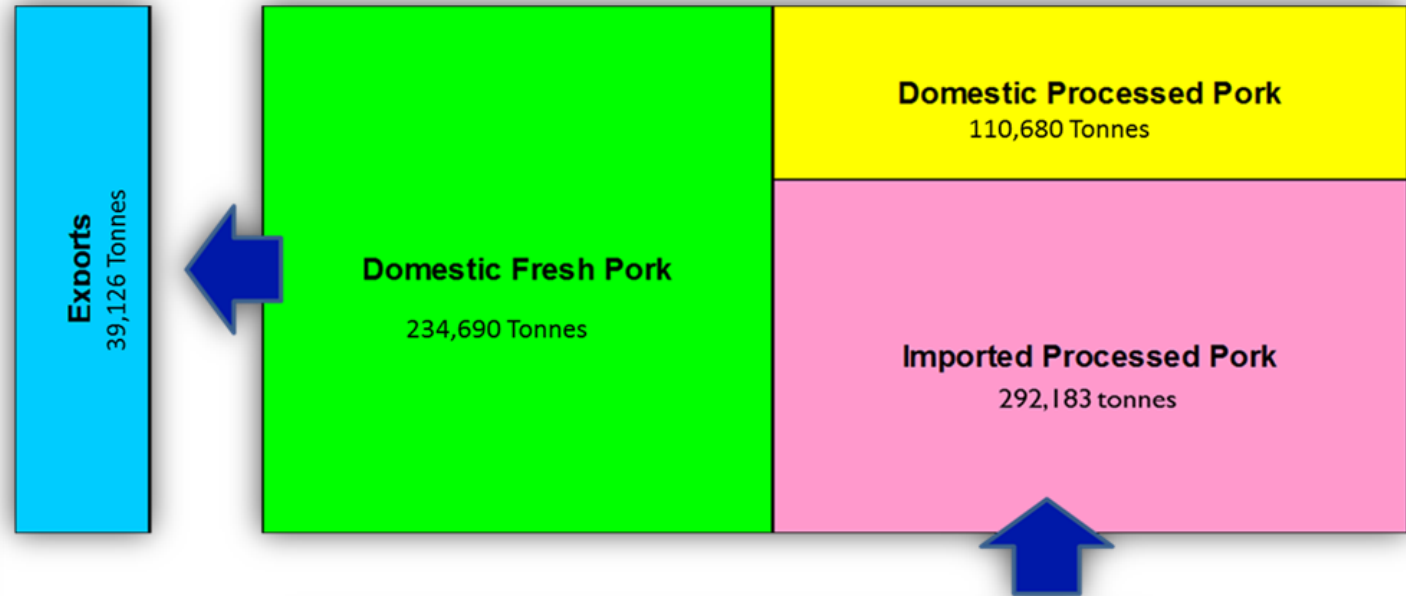 Exports
39,126 Tonnes
Domestic Fresh Pork
234,690 Tonnes
Domestic Processed Pork
110,680 Tonnes
Imported Processed Pork
292,183 tonnes